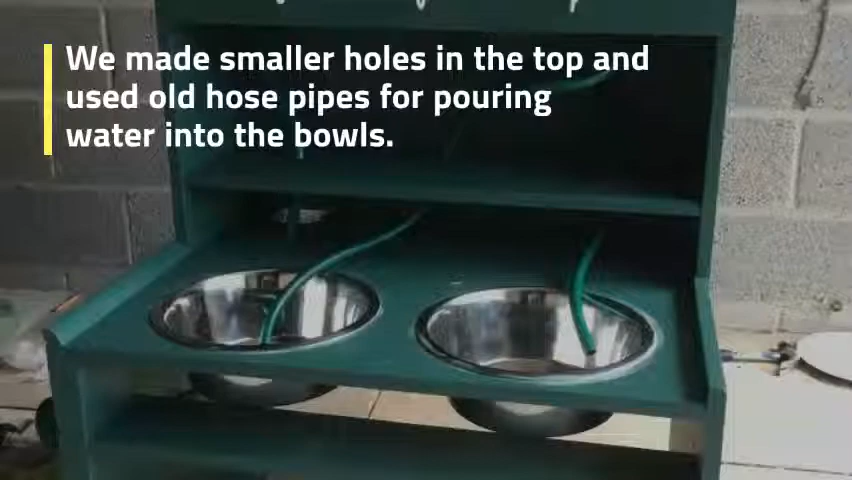 We made smaller holes in the top and
used old hose pipes for pouring
water into the bowls.